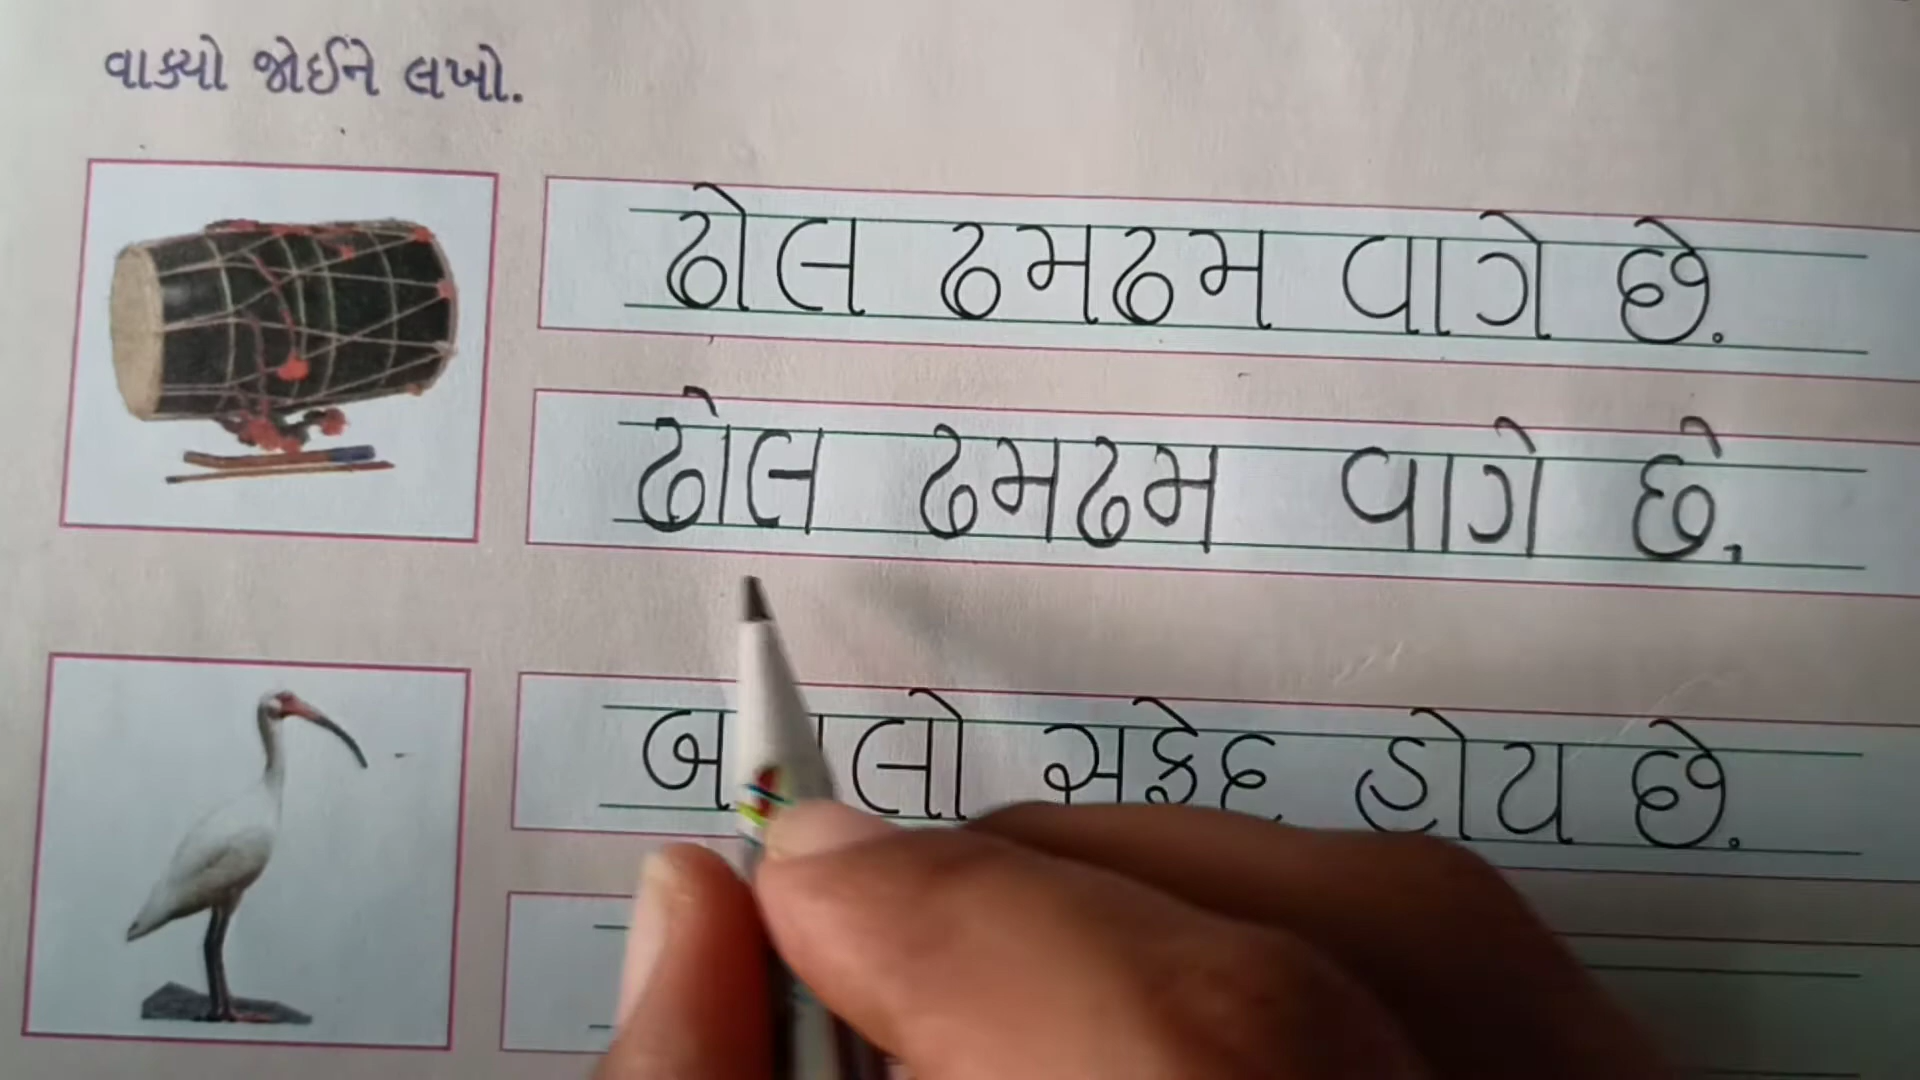 વાક્યો જોઈને લખો.
ઢોલ ઢમઢમ વાગે છે.
ઢોલ ઢમઢમ વાગે છે.
સફેદ હોય છે.